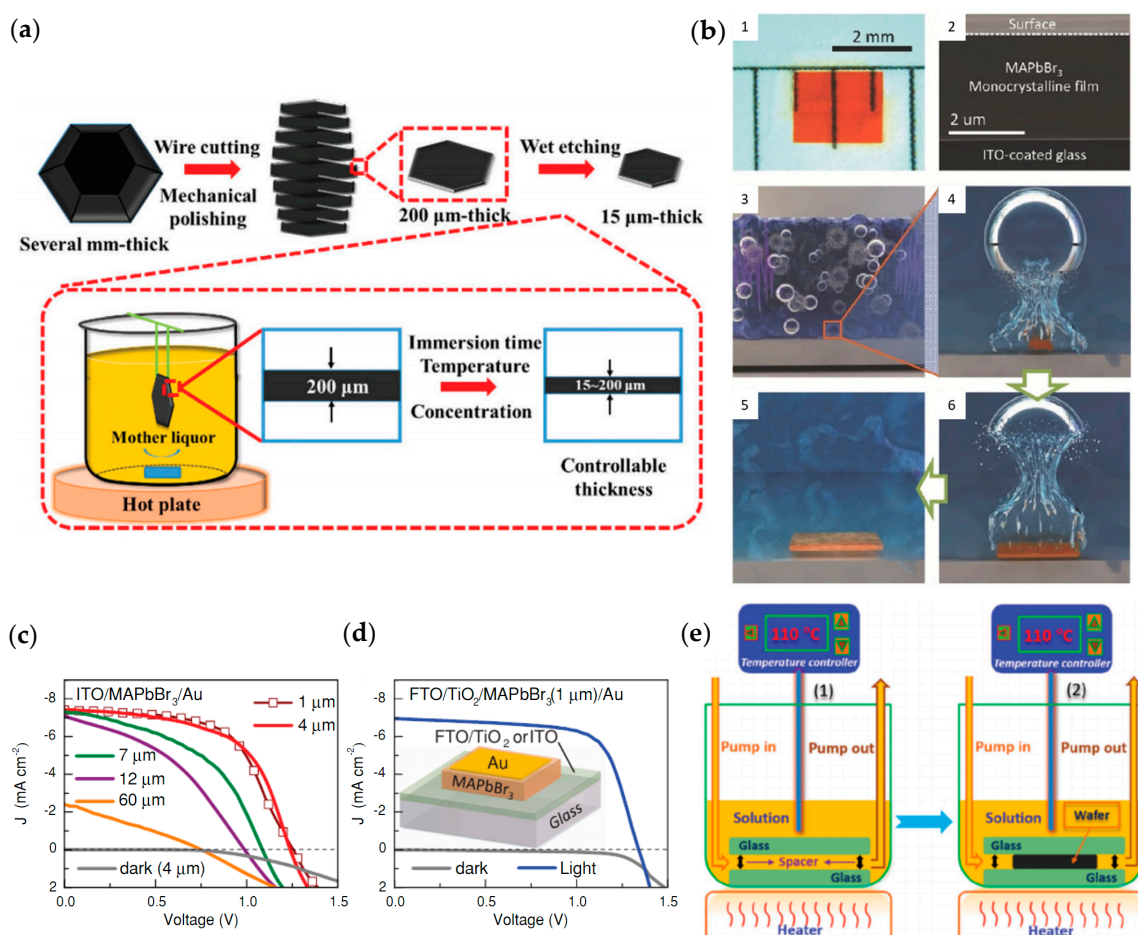 (a)
Wire cutting
Mechanical
polishing
Wet etching
Several mm-thick
200 µm-thick
15 µm-thick
Mother liquor
Hot plate
200 µm
Immersion time
Temperature
Concentration
15~200 µm
Controllable
thickness
(b)
1
2 mm
2
Surface
MAPbBr3
Monocrystalline film
2 um
ITO-coated glass
3
4
5
6
(c)
ITO/MAPbBr3/Au
1 µm
4 µm
7 µm
12 µm
60 µm
dark (4 µm)
J (mA cm-2)
-8
-6
-4
-2
0
2
0.0
0.5
1.0
1.5
Voltage (V)
(d)
FTO/TiO2/MAPbBr3(1 µm)/Au
FTO/TiO2 or ITO
Au
MAPbBr3
Glass
dark
Light
J (mA cm-2)
-8
-6
-4
-2
0
2
0.0
0.5
1.0
1.5
Voltage (V)
(e)
110 °C
Temperature controller
(1)
Pump in
Pump out
Solution
Glass
Spacer
Glass
Heater
110 °C
Temperature controller
(2)
Pump in
Pump out
Solution
Wafer
Glass
Glass
Heater